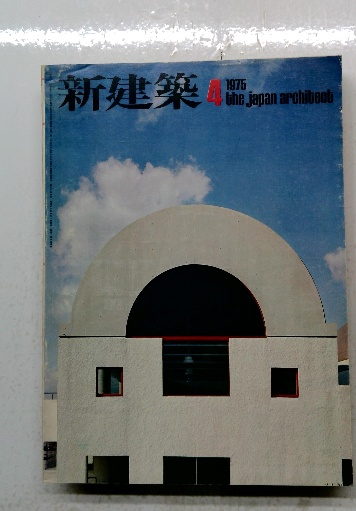 新建築 4 1975
the japan architect